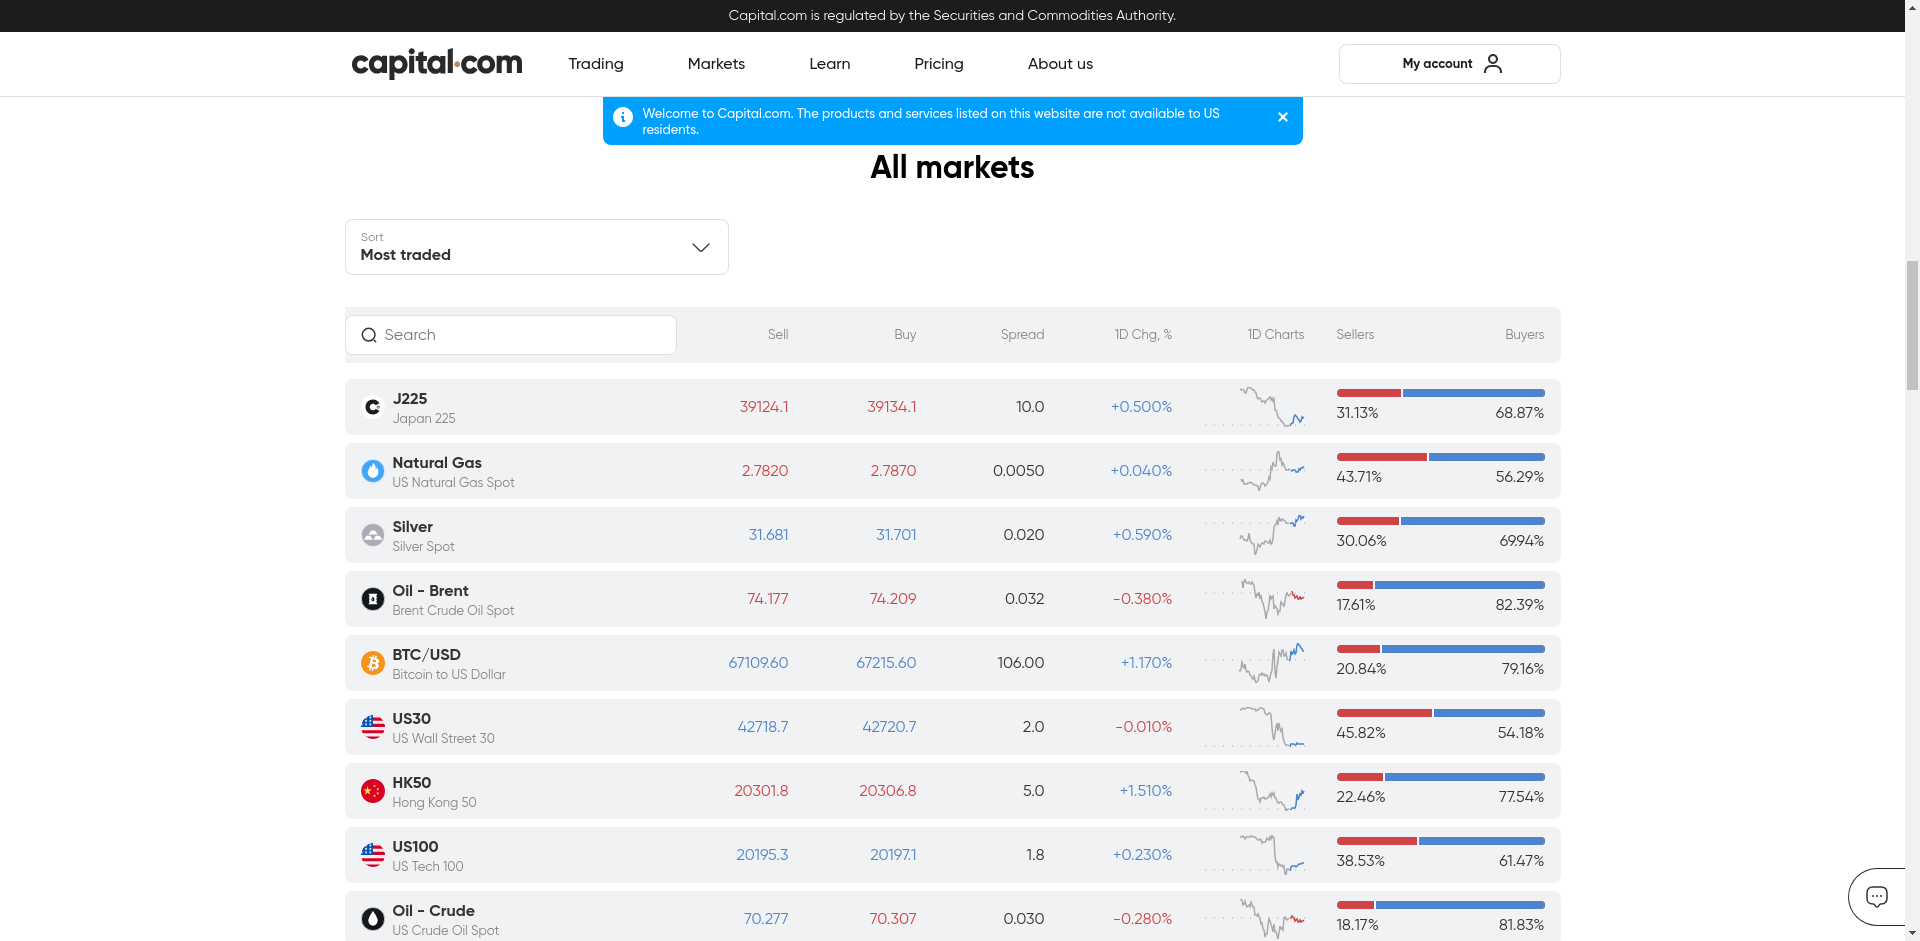 Capital.com is regulated by the Securities and Commodities Authority.
capital.com Trading Markets Learn Pricing About us My account
Welcome to Capital.com. The products and services listed on this website are not available to US
residents.
All markets
Sort
Most traded
Search Sell Buy Spread 1D Chg, % 1D Charts Sellers Buyers
J225
Japan 225
39124.1 39134.1 10.0 +0.500% 31.13% 68.87%
Natural Gas
US Natural Gas Spot
2.7820 2.7870 0.0050 +0.040% 43.71% 56.29%
Silver
Silver Spot
31.681 31.701 0.020 +0.590% 30.06% 69.94%
Oil - Brent
Brent Crude Oil Spot
74.177 74.209 0.032 -0.380% 17.61% 82.39%
BTC/USD
Bitcoin to US Dollar
67109.60 67215.60 106.00 +1.170% 20.84% 79.16%
US30
US Wall Street 30
42718.7 42720.7 2.0 -0.010% 45.82% 54.18%
HK50
Hong Kong 50
20301.8 20306.8 5.0 +1.510% 22.46% 77.54%
US100
US Tech 100
20195.3 20197.1 1.8 +0.230% 38.53% 61.47%
Oil - Crude
US Crude Oil Spot
70.277 70.307 0.030 -0.280% 18.17% 81.83%